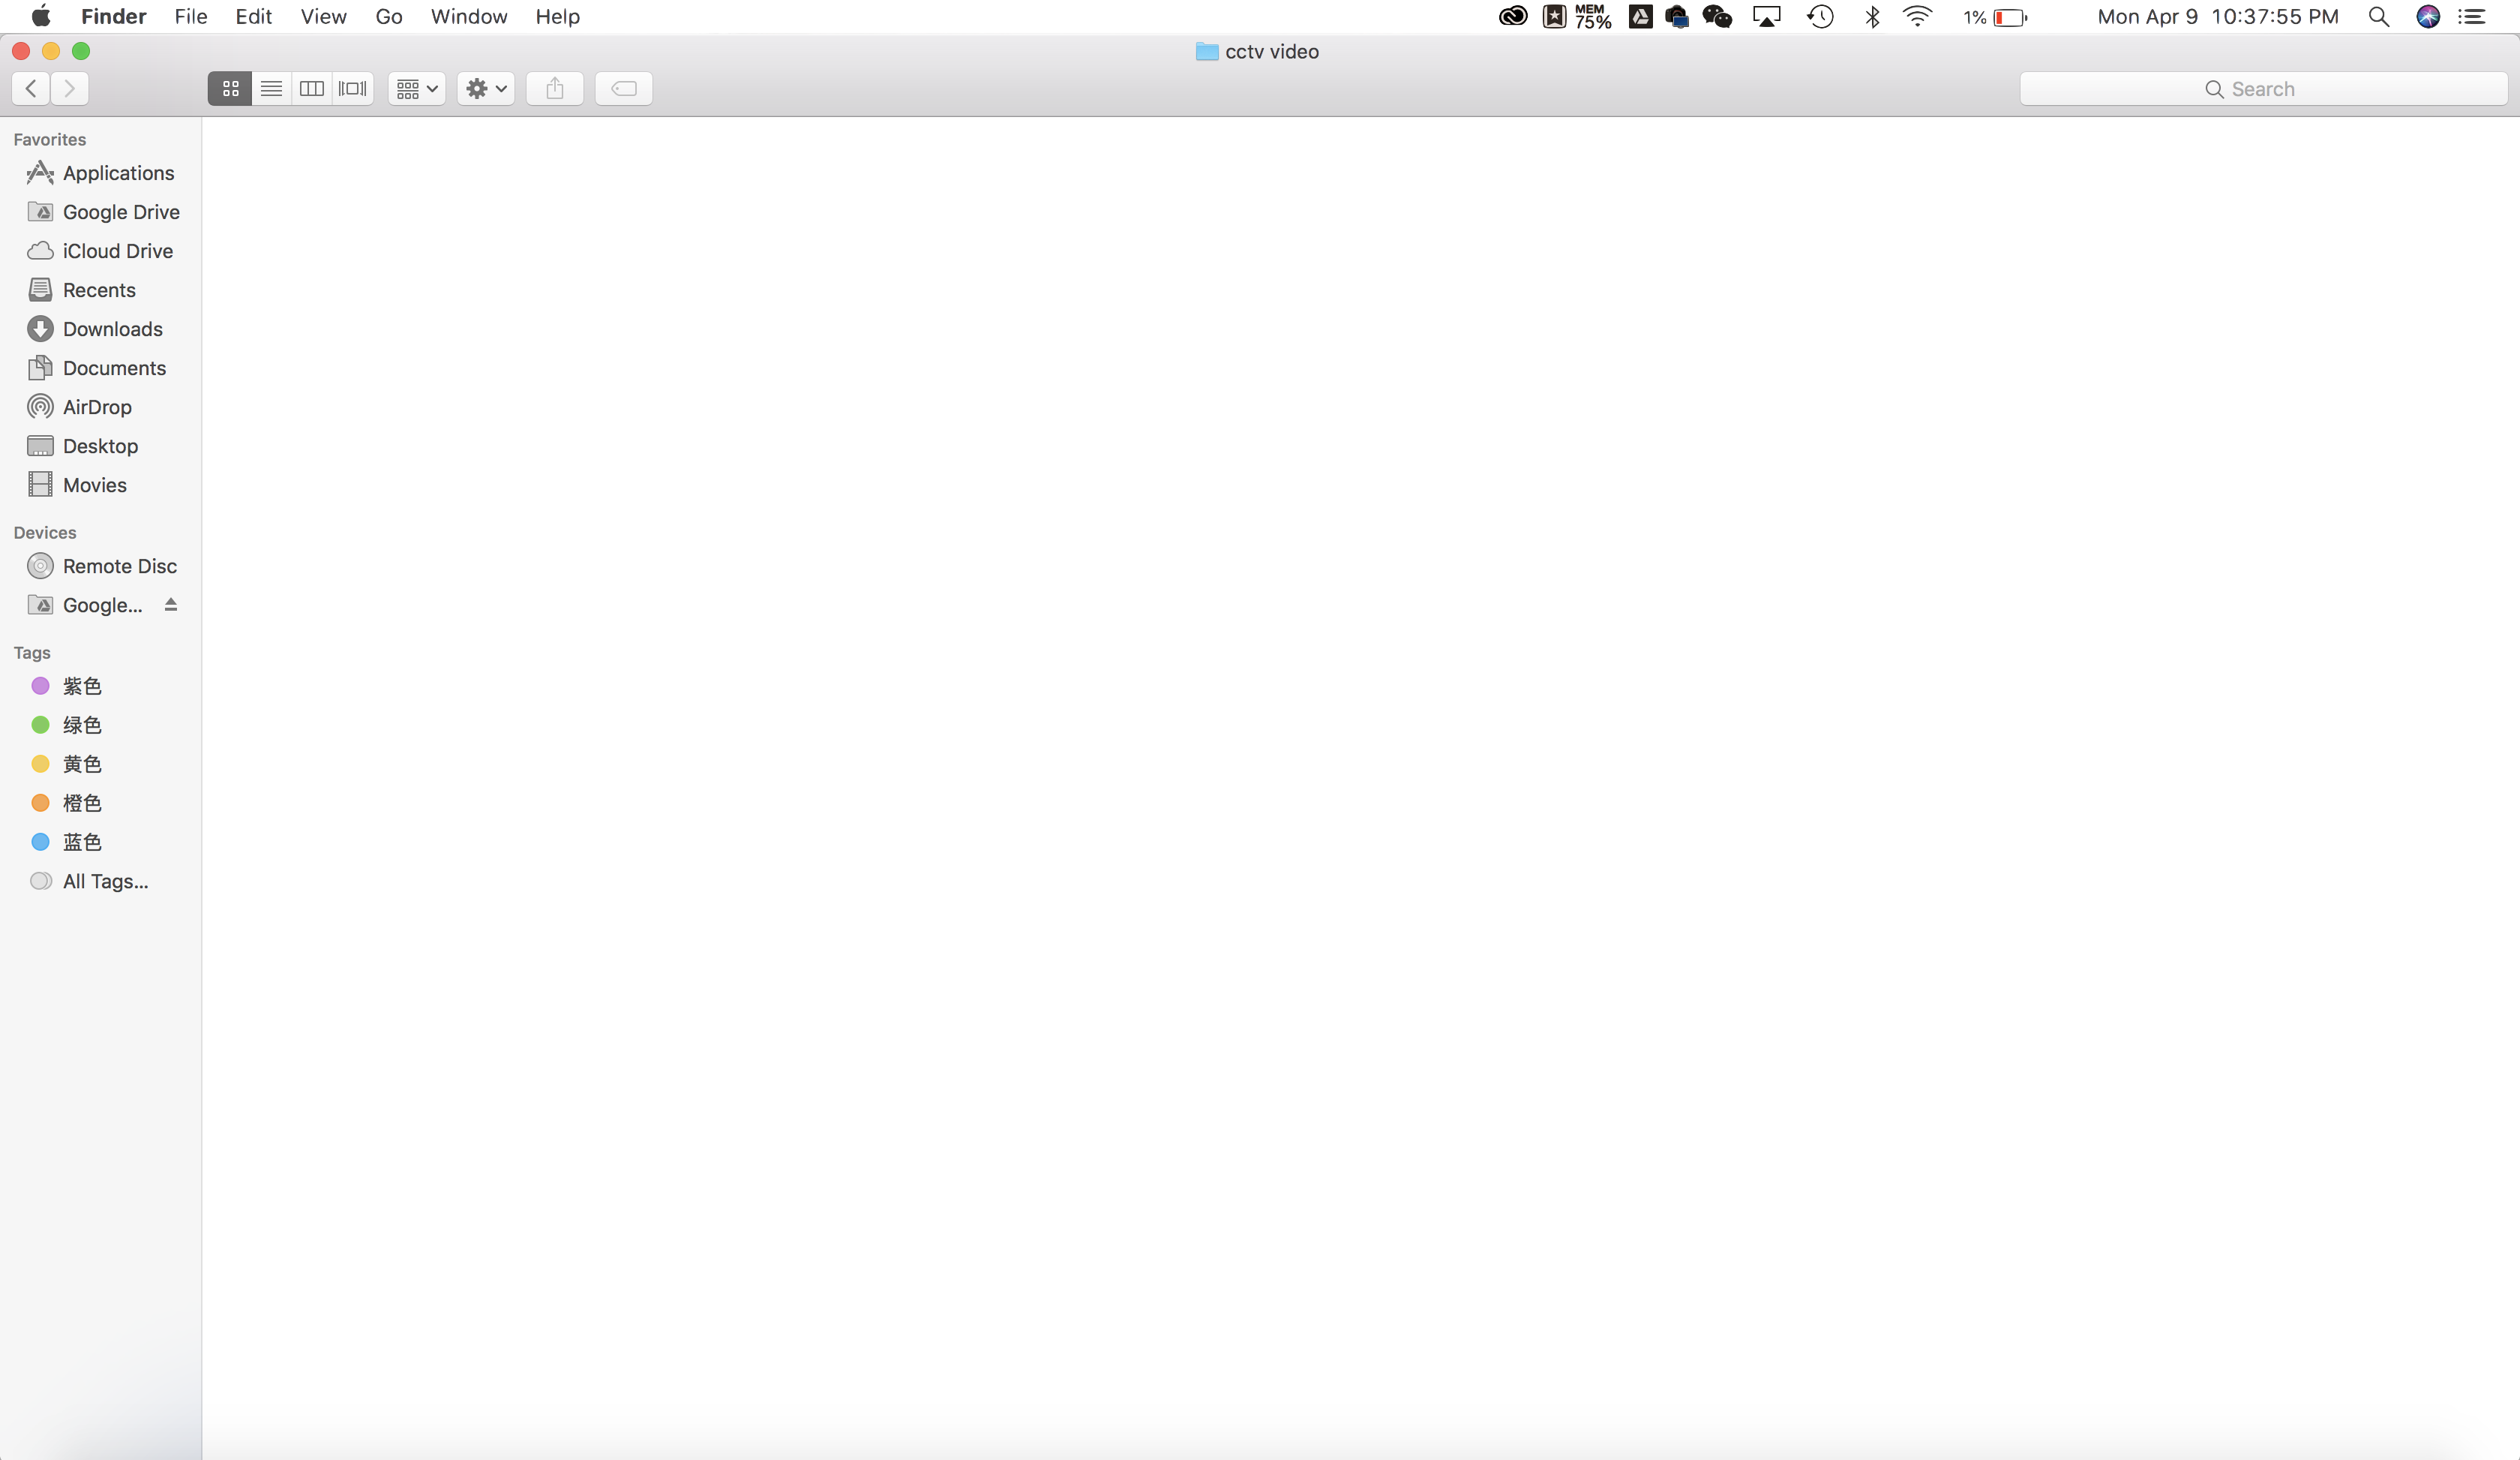 Finder File Edit View Go Window Help MEM 75% 1% Mon Apr 9 10:37:55 PM
cctv video
Search
Favorites
Applications
Google Drive
iCloud Drive
Recents
Downloads
Documents
AirDrop
Desktop
Movies
Devices
Remote Disc
Google...
Tags
紫色
绿色
黄色
橙色
蓝色
All Tags...